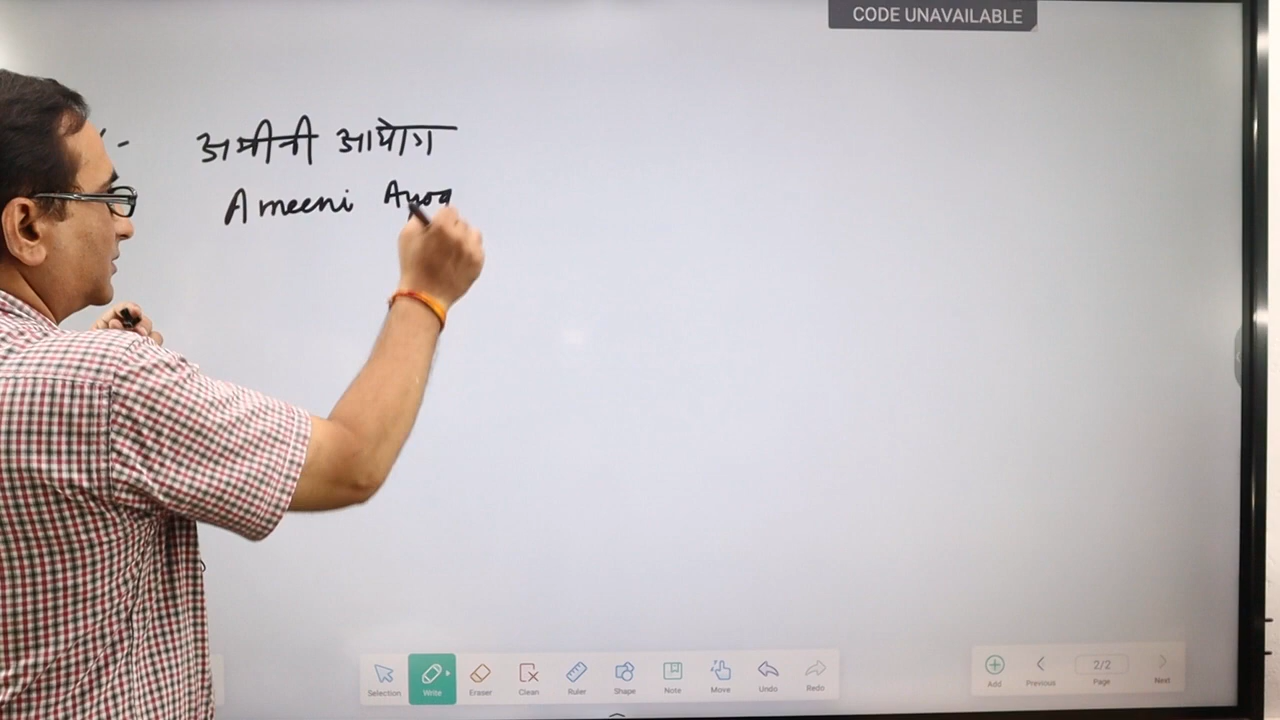 CODE UNAVAILABLE
अमीनी आयोग
Ameeni Ayog
Selection
Write
Eraser
Clean
Ruler
Shape
Note
Move
Undo
Redo
Add
Previous
2/2
Page
Next